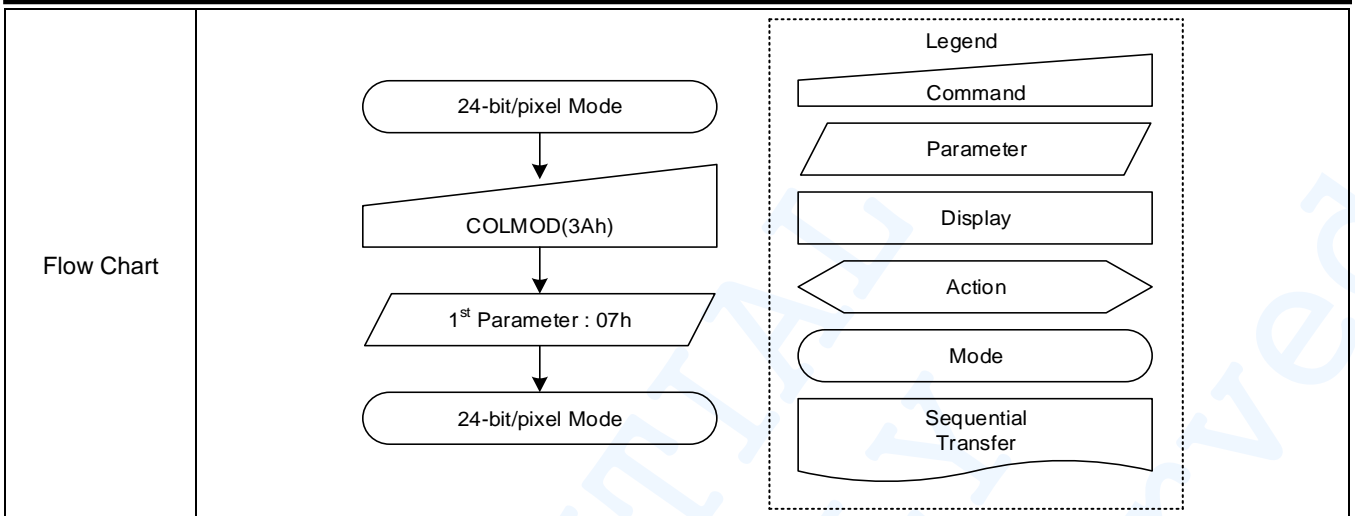 Flow Chart
24-bit/pixel Mode
COLMOD(3Ah)
1st Parameter : 07h
24-bit/pixel Mode
Legend
Command
Parameter
Display
Action
Mode
Sequential
Transfer